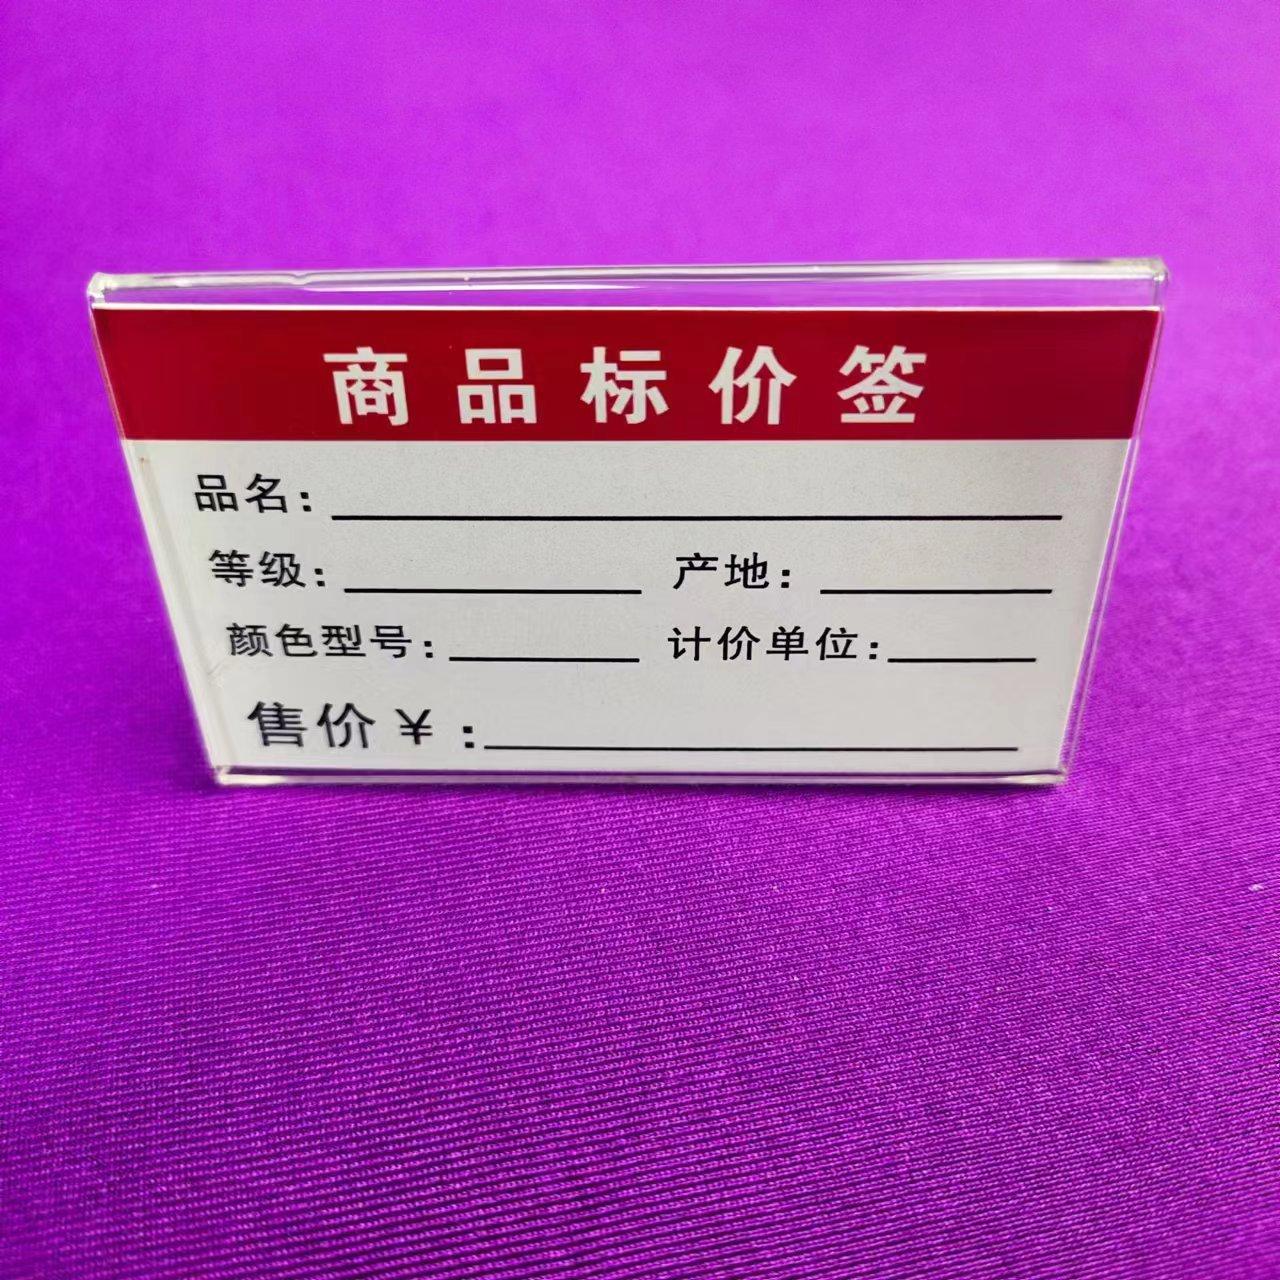 商品标价签
品名：
等级： 产地：
颜色型号： 计价单位：
售价¥：